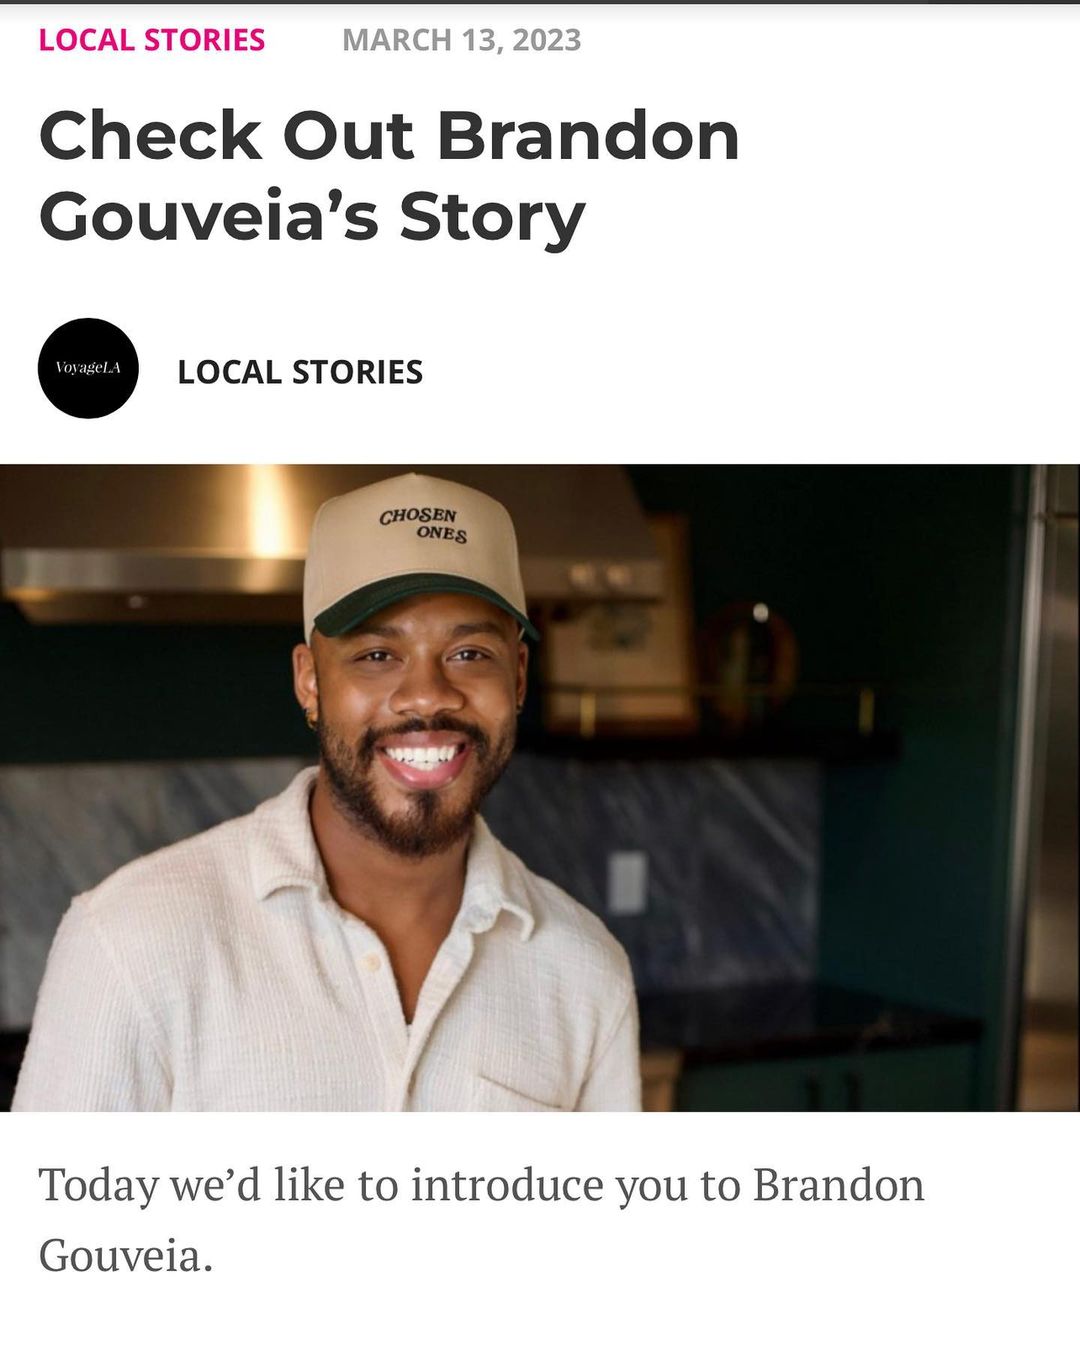 LOCAL STORIES MARCH 13, 2023
Check Out Brandon
Gouveia’s Story
VoyageLA
LOCAL STORIES
CHOSEN
ONES
Today we’d like to introduce you to Brandon
Gouveia.